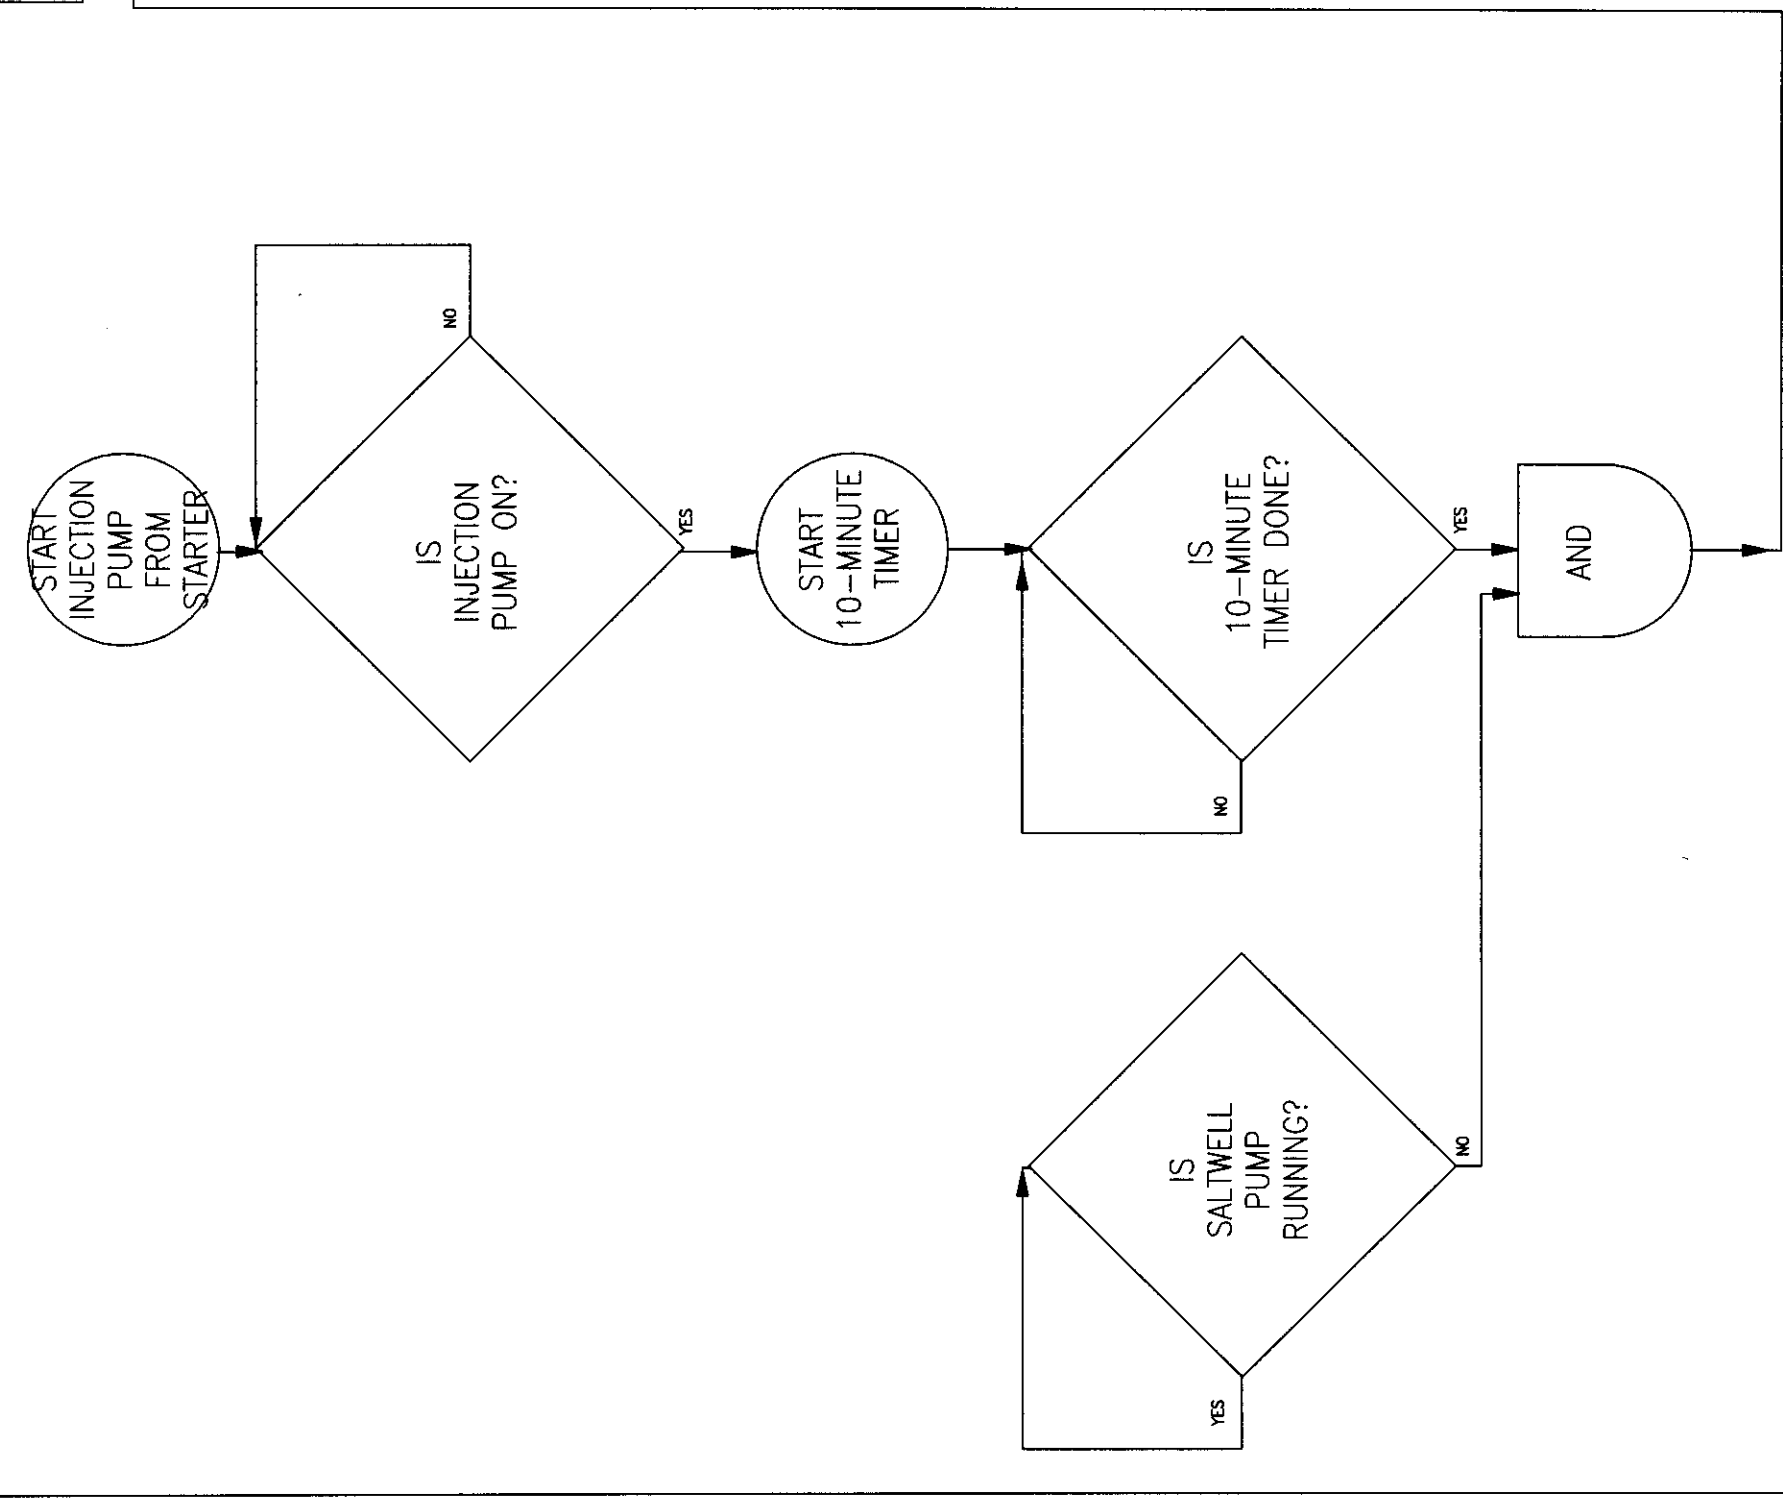 START
INJECTION
PUMP
FROM
STARTER
NO
IS
INJECTION
PUMP ON?
YES
START
10-MINUTE
TIMER
IS
10-MINUTE
TIMER DONE?
NO
YES
AND
IS
SALTWELL
PUMP
RUNNING?
YES
NO